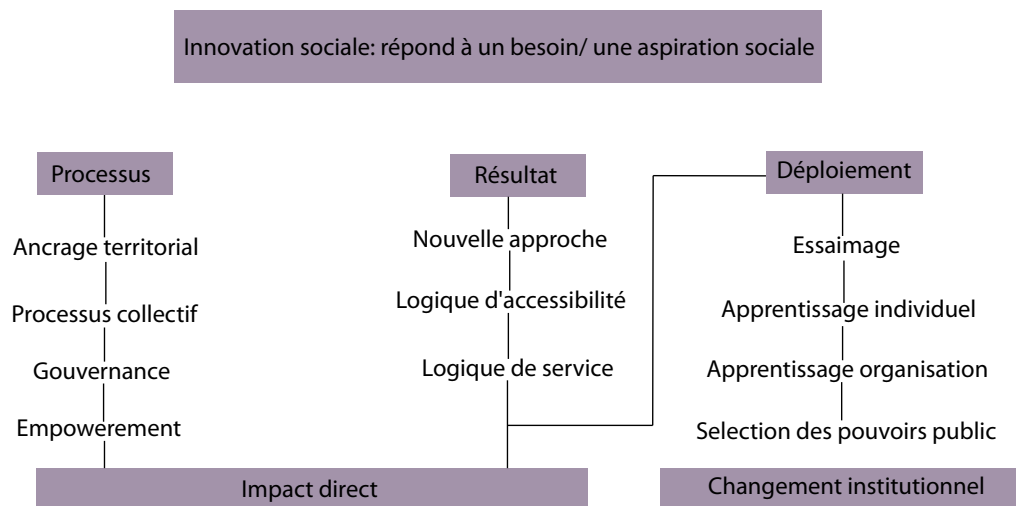 Innovation sociale: répond à un besoin/ une aspiration sociale
Processus
Ancrage territorial
Processus collectif
Gouvernance
Empowerement
Résultat
Nouvelle approche
Logique d'accessibilité
Logique de service
Impact direct
Déploiement
Essaimage
Apprentissage individuel
Apprentissage organisation
Selection des pouvoirs public
Changement institutionnel